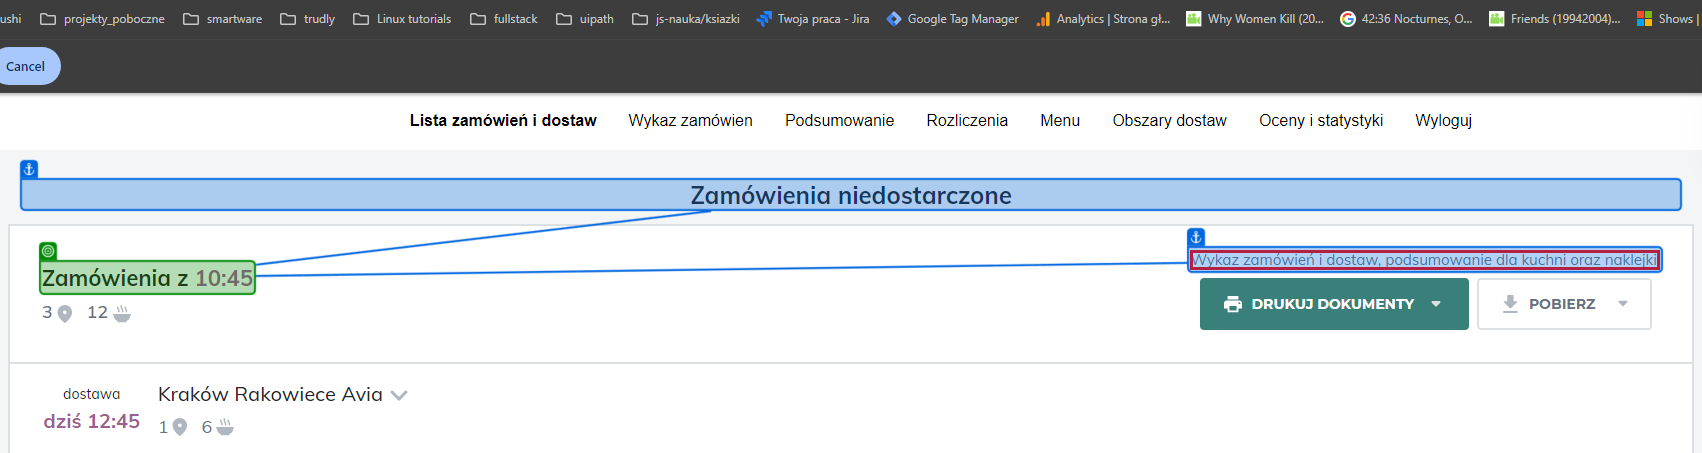 ushi projekty_poboczne smartware trudly Linux tutorials fullstack uipath js-nauka/ksiazki Twoja praca - Jira Google Tag Manager Analytics | Strona gł... Why Women Kill (20... 42:36 Nocturnes, O... Friends (19942004)... Shows |
Cancel
Lista zamówień i dostaw Wykaz zamówien Podsumowanie Rozliczenia Menu Obszary dostaw Oceny i statystyki Wyloguj
Zamówienia niedostarczone
Wykaz zamówień i dostaw, podsumowanie dla kuchni oraz naklejki
Zamówienia z 10:45
3 12
DRUKUJ DOKUMENTY POBIERZ
dostawa Kraków Rakowiece Avia
dziś 12:45
1 6